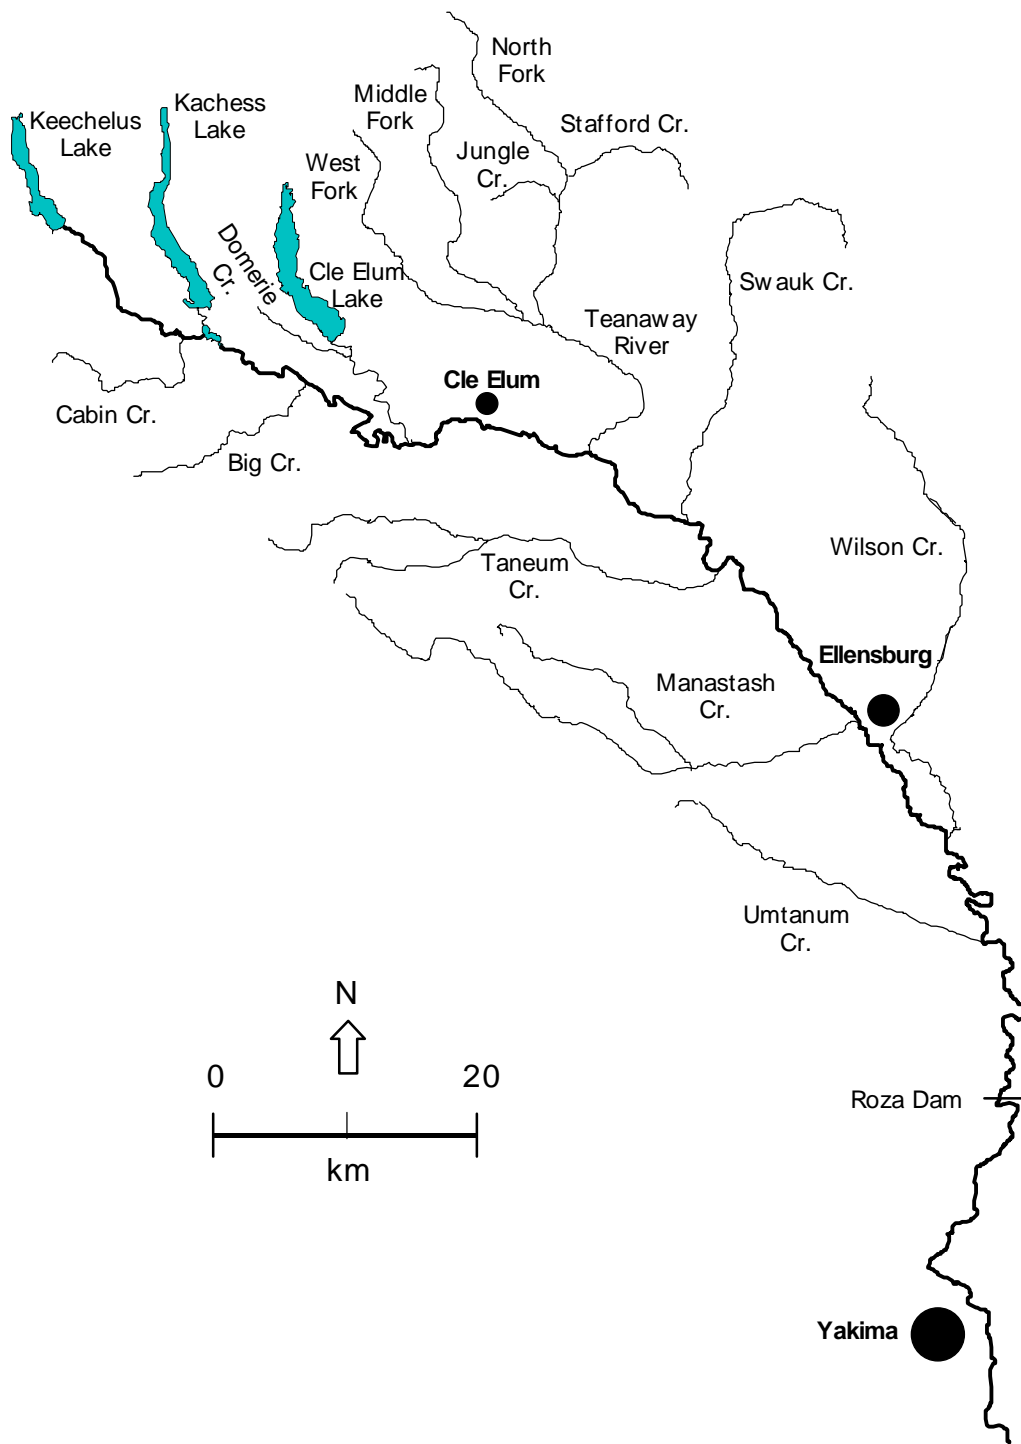 North
Fork
Middle
Fork
Kachess
Lake
Keechelus
Lake
Stafford Cr.
Jungle
Cr.
West
Fork
Domerie
Cr.
Cle Elum
Lake
Swauk Cr.
Teanaway
River
Cle Elum
Cabin Cr.
Big Cr.
Wilson Cr.
Taneum
Cr.
Ellensburg
Manastash
Cr.
Umtanum
Cr.
N
0 20
km
Roza Dam
Yakima